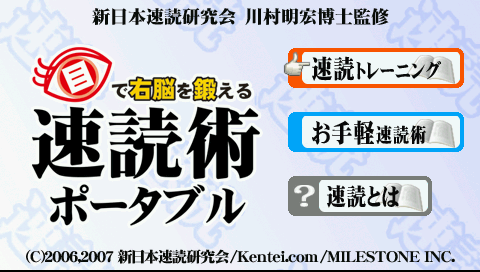 新日本速読研究会 川村明宏博士監修
目で右脳を鍛える
速読術
ポータブル
速読トレーニング
お手軽速読術
?速読とは
(C)2006,2007 新日本速読研究会/Kentei.com/MILESTONE INC.